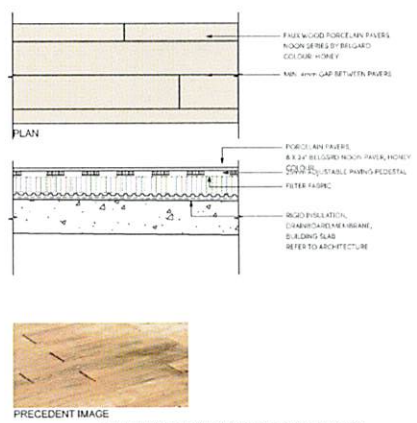 FAUX WOOD PORCELAIN PAVERS
NOON SERIES BY BELGARD
COLOUR: HONEY
MIN. 4mm GAP BETWEEN PAVERS
PLAN
PORCELAIN PAVERS,
8 X 24" BELGARD NOON PAVER, HONEY
COLOUR
25mm ADJUSTABLE PAVING PEDESTAL
FILTER FABRIC
RIGID INSULATION,
DRAINBOARD,MEMBRANE,
BUILDING SLAB
REFER TO ARCHITECTURE
PRECEDENT IMAGE